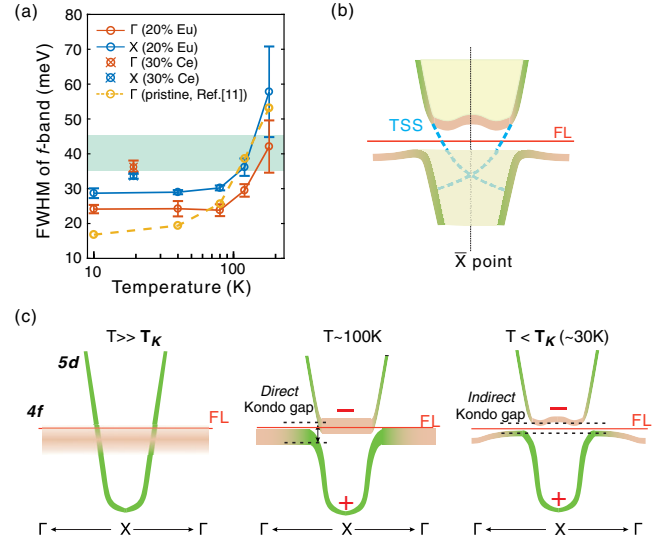 (a)
FWHM of f-band (meV)
80
70
60
50
40
30
20
10
10
100
Temperature (K)
Γ (20% Eu)
X (20% Eu)
Γ (30% Ce)
X (30% Ce)
Γ (pristine, Ref.[11])
(b)
TSS
FL
X̅ point
(c)
T>> T_K
5d
4f
FL
Γ X Γ
T~100K
Direct
Kondo gap
−
FL
+
Γ X Γ
T < T_K (~30K)
Indirect
Kondo gap
−
FL
+
Γ X Γ